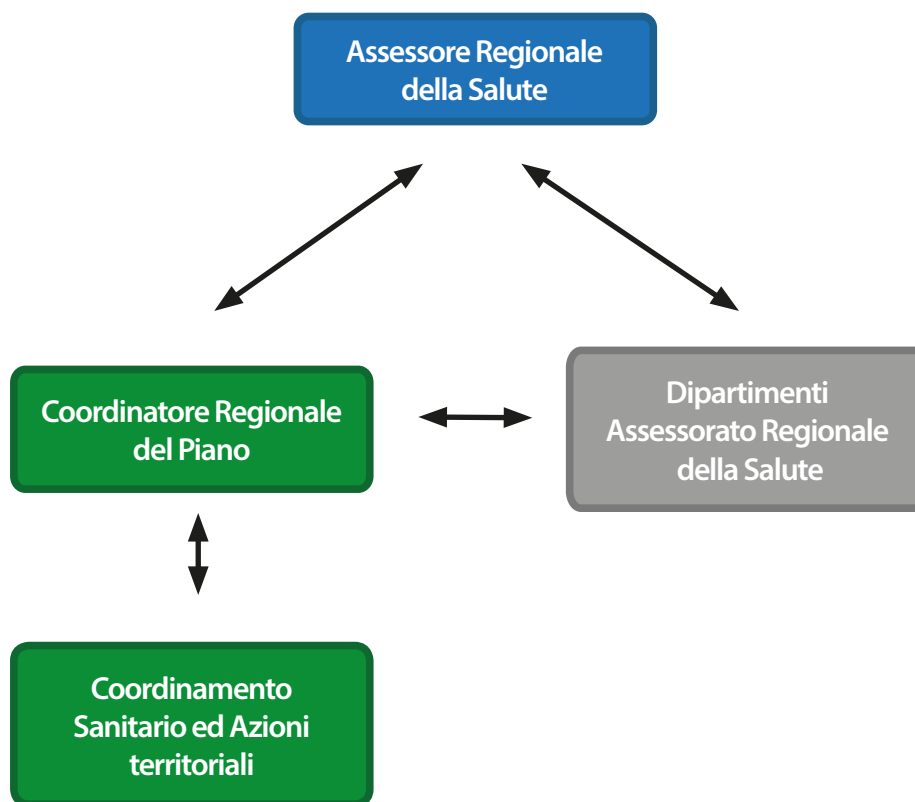 Assessore Regionale
della Salute
Coordinatore Regionale
del Piano
Dipartimenti
Assessorato Regionale
della Salute
Coordinamento
Sanitario ed Azioni
territoriali